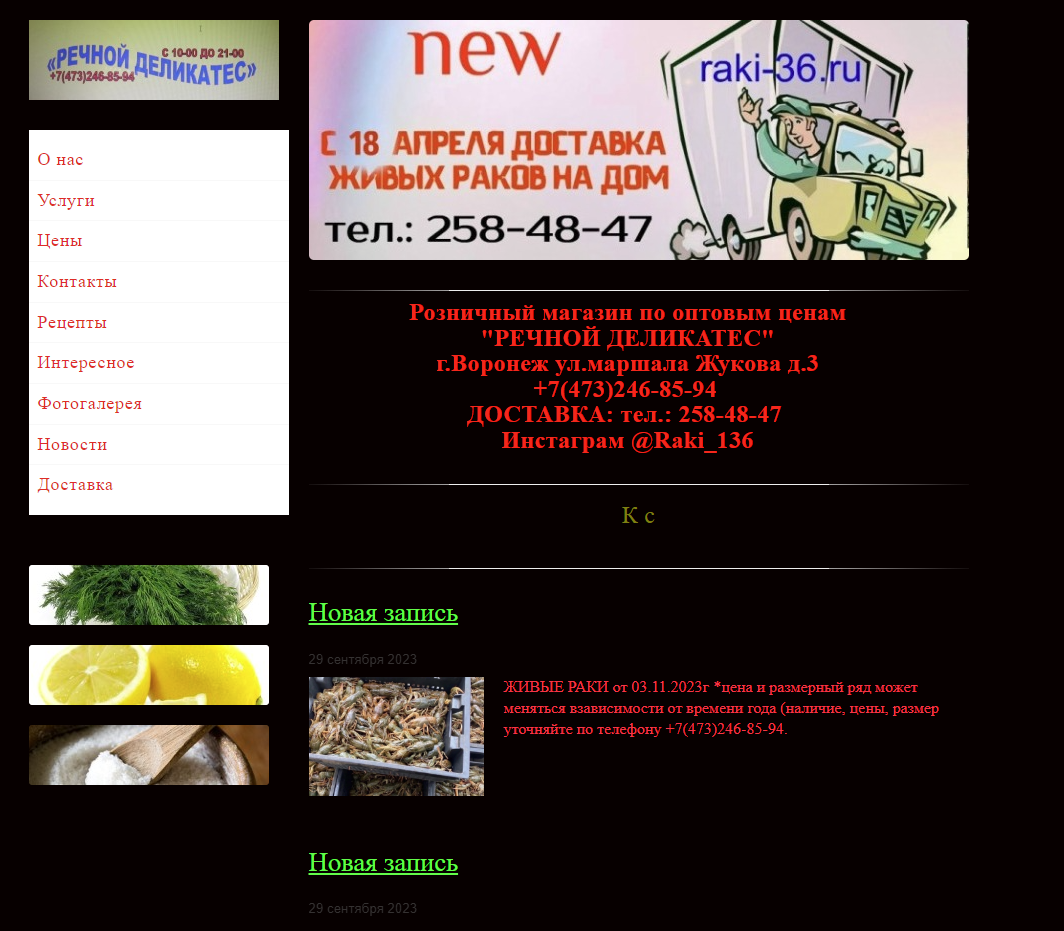 «РЕЧНОЙ ДЕЛИКАТЕС»
С 10-00 ДО 21-00
+7(473)246-85-94
О нас
Услуги
Цены
Контакты
Рецепты
Интересное
Фотогалерея
Новости
Доставка
new
raki-36.ru
С 18 АПРЕЛЯ ДОСТАВКА
ЖИВЫХ РАКОВ НА ДОМ
тел.: 258-48-47
Розничный магазин по оптовым ценам
"РЕЧНОЙ ДЕЛИКАТЕС"
г.Воронеж ул.маршала Жукова д.3
+7(473)246-85-94
ДОСТАВКА: тел.: 258-48-47
Инстаграм @Raki_136
К с
Новая запись
29 сентября 2023
ЖИВЫЕ РАКИ от 03.11.2023г *цена и размерный ряд может
меняться взависимости от времени года (наличие, цены, размер
уточняйте по телефону +7(473)246-85-94.
Новая запись
29 сентября 2023